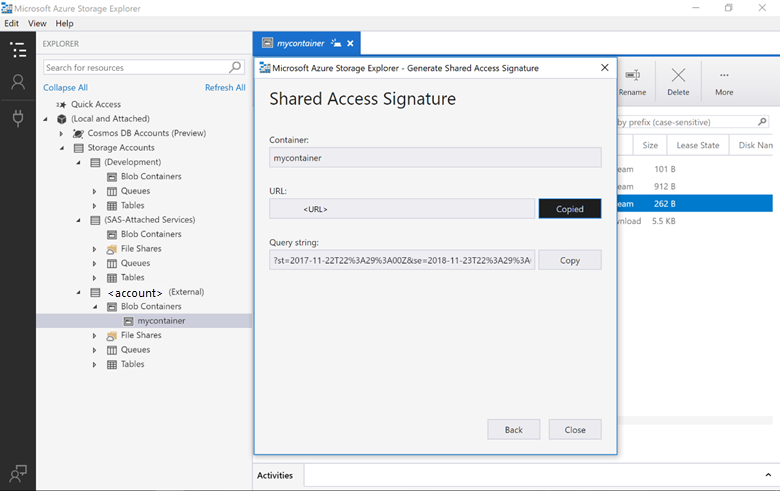 Microsoft Azure Storage Explorer
Edit View Help
EXPLORER
Search for resources
Collapse All Refresh All
Quick Access
(Local and Attached)
Cosmos DB Accounts (Preview)
Storage Accounts
(Development)
Blob Containers
Queues
Tables
(SAS-Attached Services)
Blob Containers
File Shares
Queues
Tables
<account> (External)
Blob Containers
mycontainer
File Shares
Queues
Tables
mycontainer
Microsoft Azure Storage Explorer - Generate Shared Access Signature
Shared Access Signature
Container:
mycontainer
URL:
<URL> Copied
Query string:
?st=2017-11-22T22%3A29%3A00Z&se=2018-11-23T22%3A29%3A Copy
Back Close
Rename Delete More
by prefix (case-sensitive)
Size Lease State Disk Nan
eam 101 B
eam 912 B
eam 262 B
wnload 5.5 KB
Activities